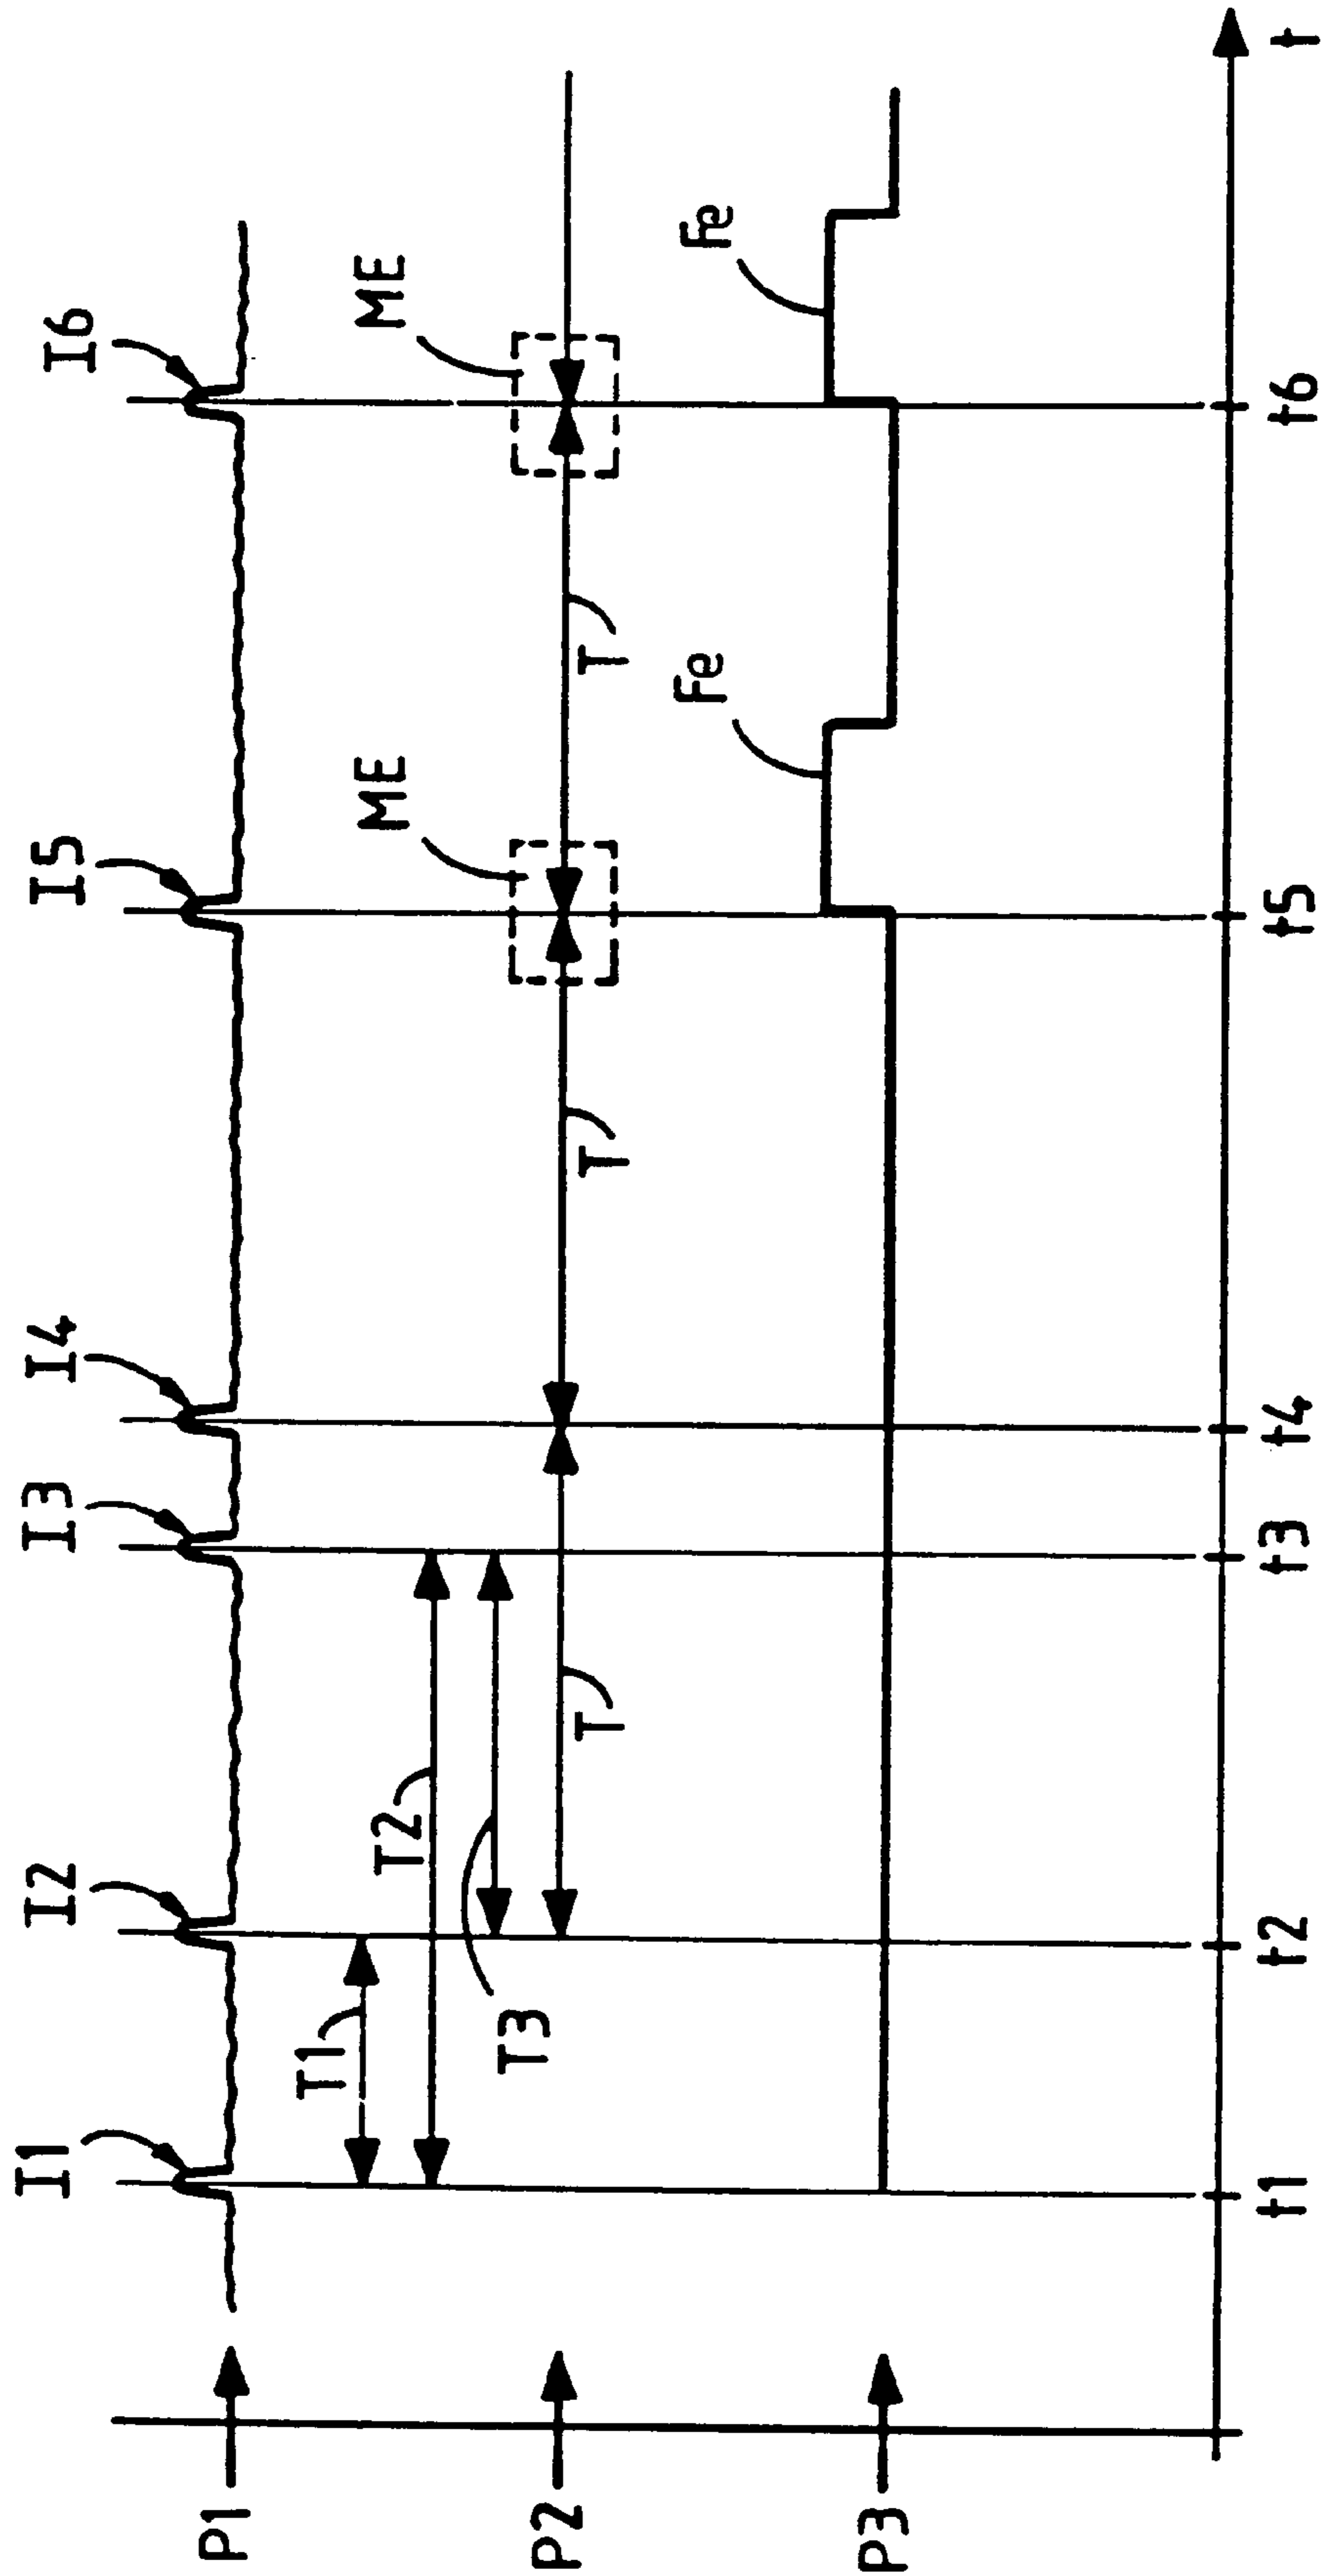 I1 I2 I3 I4 I5 I6
P1
T1
T2
T3
ME ME
P2
T T T
Fe Fe
P3
t1 t2 t3 t4 t5 t6 t